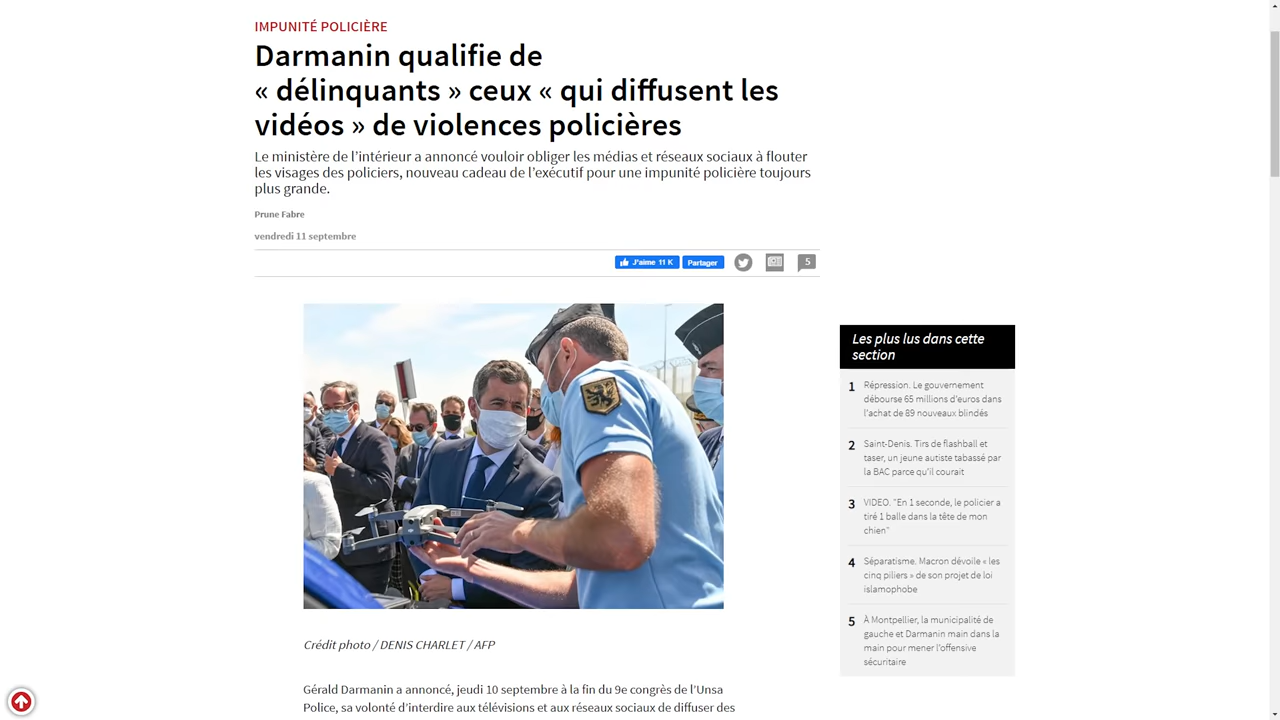 IMPUNITÉ POLICIÈRE
Darmanin qualifie de
« délinquants » ceux « qui diffusent les
vidéos » de violences policières
Le ministère de l'intérieur a annoncé vouloir obliger les médias et réseaux sociaux à flouter
les visages des policiers, nouveau cadeau de l'exécutif pour une impunité policière toujours
plus grande.
Prune Fabre
vendredi 11 septembre
J'aime 11 K
Partager
5
Crédit photo / DENIS CHARLET / AFP
Gérald Darmanin a annoncé, jeudi 10 septembre à la fin du 9e congrès de l'Unsa
Police, sa volonté d'interdire aux télévisions et aux réseaux sociaux de diffuser des
Les plus lus dans cette
section
1 Répression. Le gouvernement
débourse 65 millions d'euros dans
l'achat de 89 nouveaux blindés
2 Saint-Denis. Tirs de flashball et
taser, un jeune autiste tabassé par
la BAC parce qu'il courait
3 VIDEO. "En 1 seconde, le policier a
tiré 1 balle dans la tête de mon
chien"
4 Séparatisme. Macron dévoile « les
cinq piliers » de son projet de loi
islamophobe
5 À Montpellier, la municipalité de
gauche et Darmanin main dans la
main pour mener l'offensive
sécuritaire